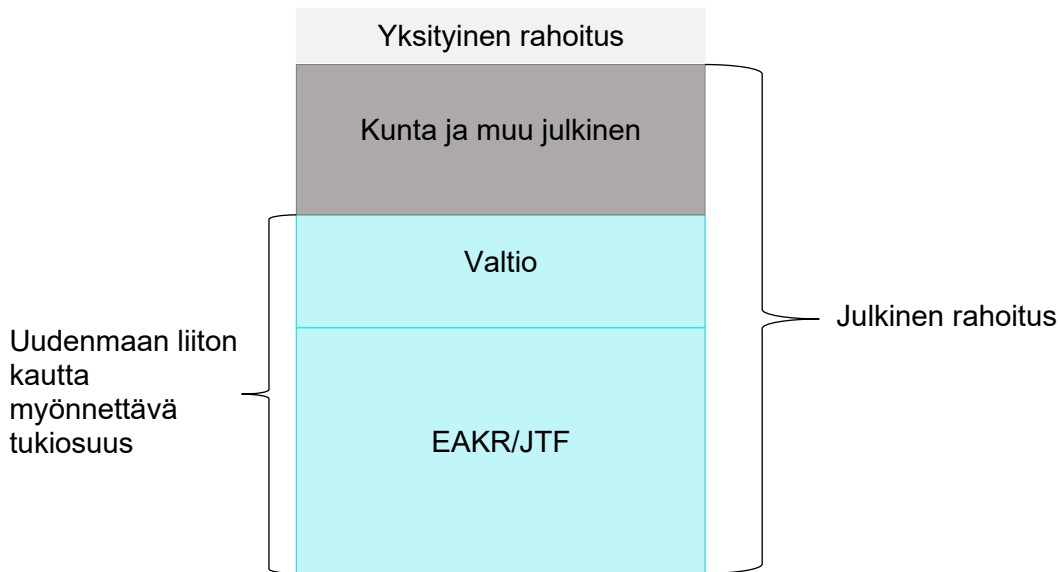 Yksityinen rahoitus
Kunta ja muu julkinen
Valtio
Julkinen rahoitus
Uudenmaan liiton
kautta
myönnettävä
tukiosuus
EAKR/JTF